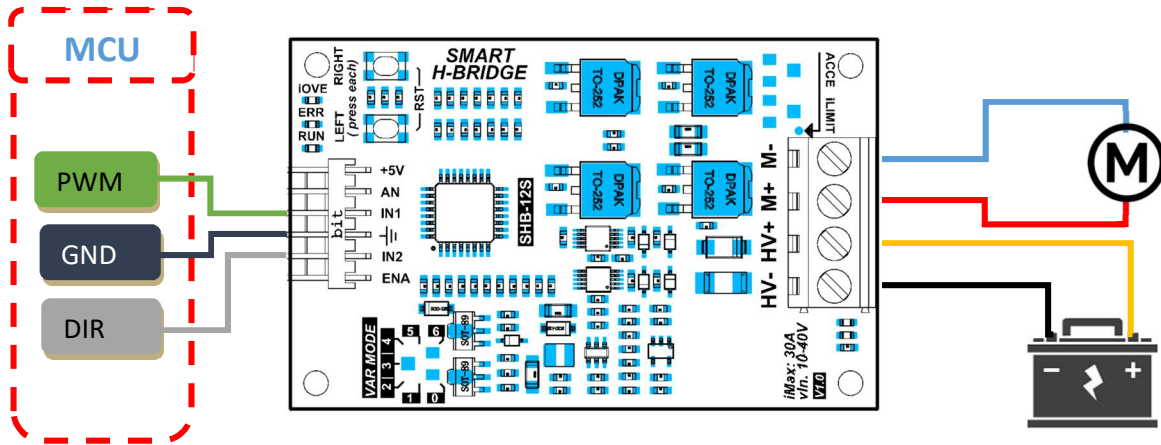 MCU
PWM
GND
DIR
SMART
H-BRIDGE
RIGHT
LEFT
( press each)
RST
iOVE
ERR
RUN
+5V
AN
IN1
IN2
ENA
bit
SHB-12S
DPAK
TO-252
DPAK
TO-252
DPAK
TO-252
DPAK
TO-252
ACCE
iLIMIT
M-
M+
HV+
HV-
M
VAR MODE
5
6
4
3
2
1
0
SOT-89
SOT-89
iMax: 30A
vIn. 10-40V
V1.0